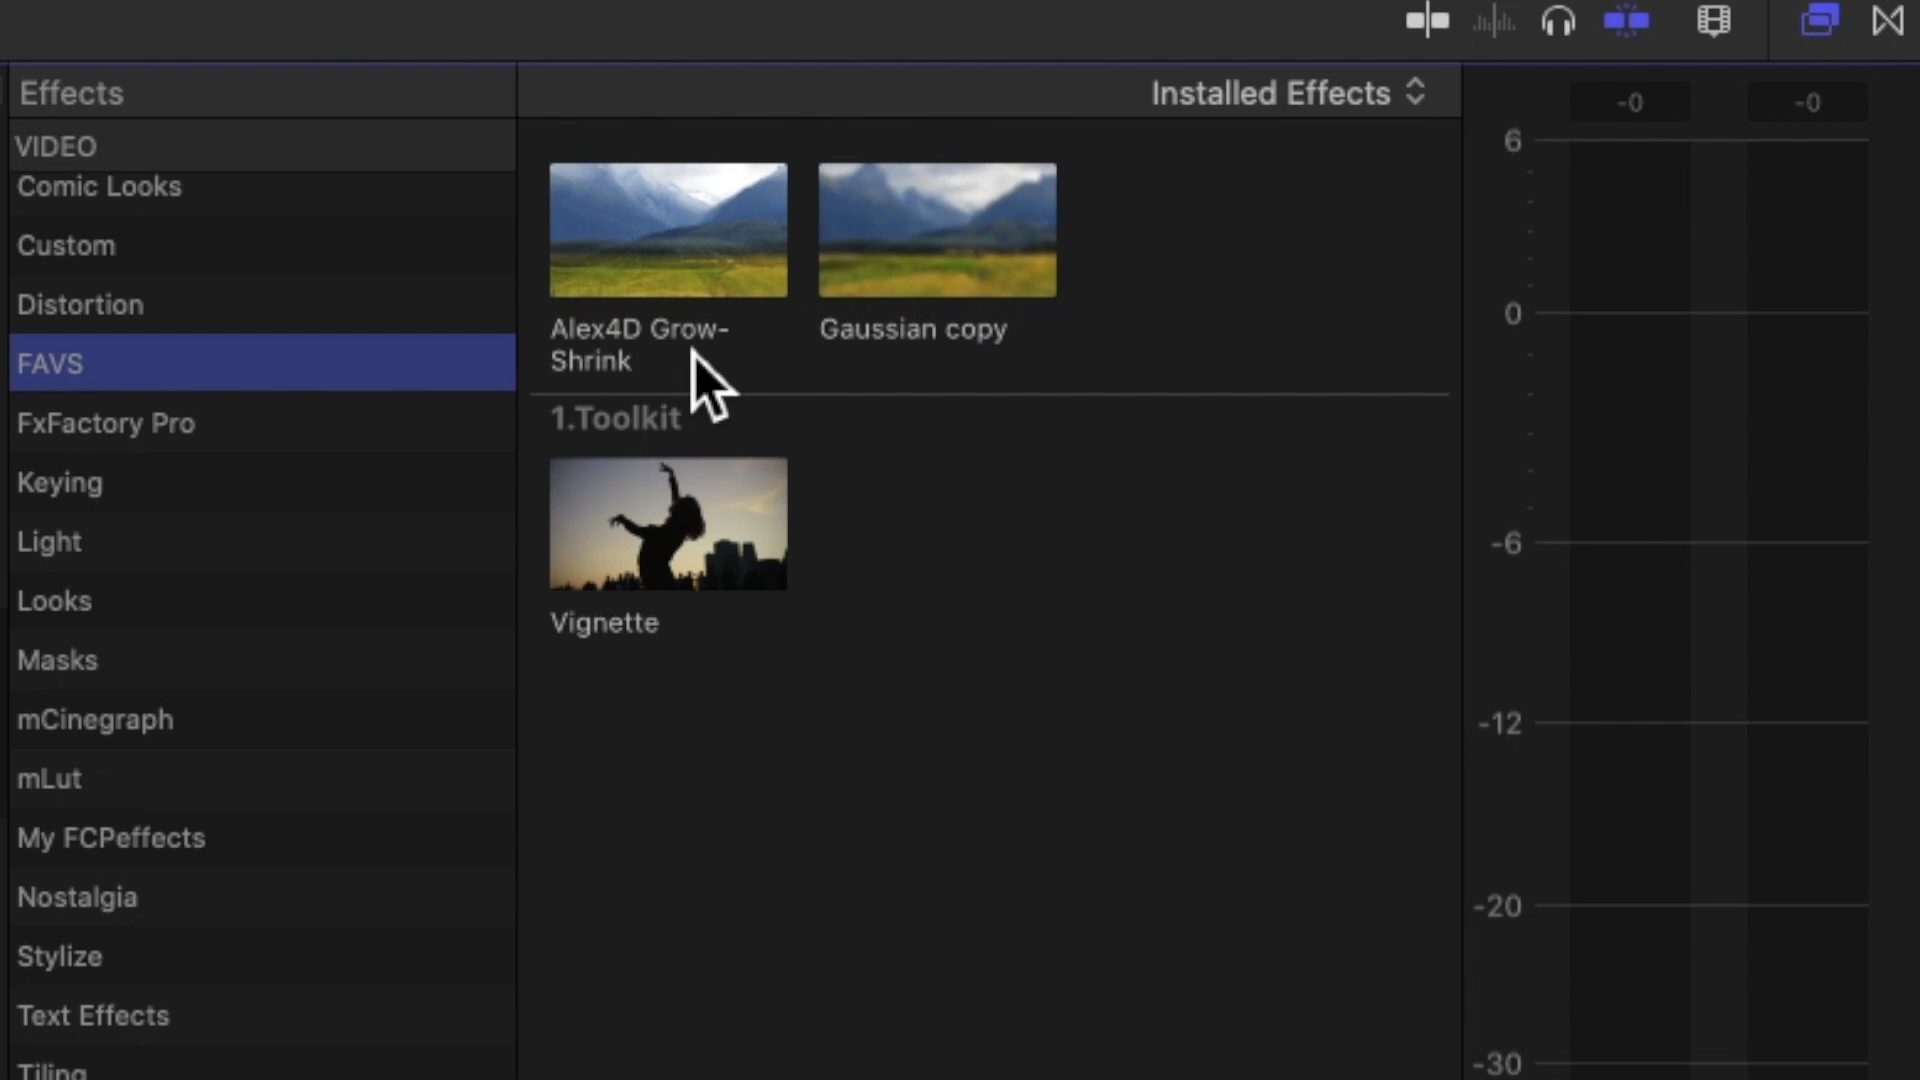 Effects
Installed Effects
VIDEO
Comic Looks
Custom
Distortion
FAVS
FxFactory Pro
Keying
Light
Looks
Masks
mCinegraph
mLut
My FCPeffects
Nostalgia
Stylize
Text Effects
Tiling
Alex4D Grow-
Shrink
Gaussian copy
1.Toolkit
Vignette
-0 -0
6
0
-6
-12
-20
-30